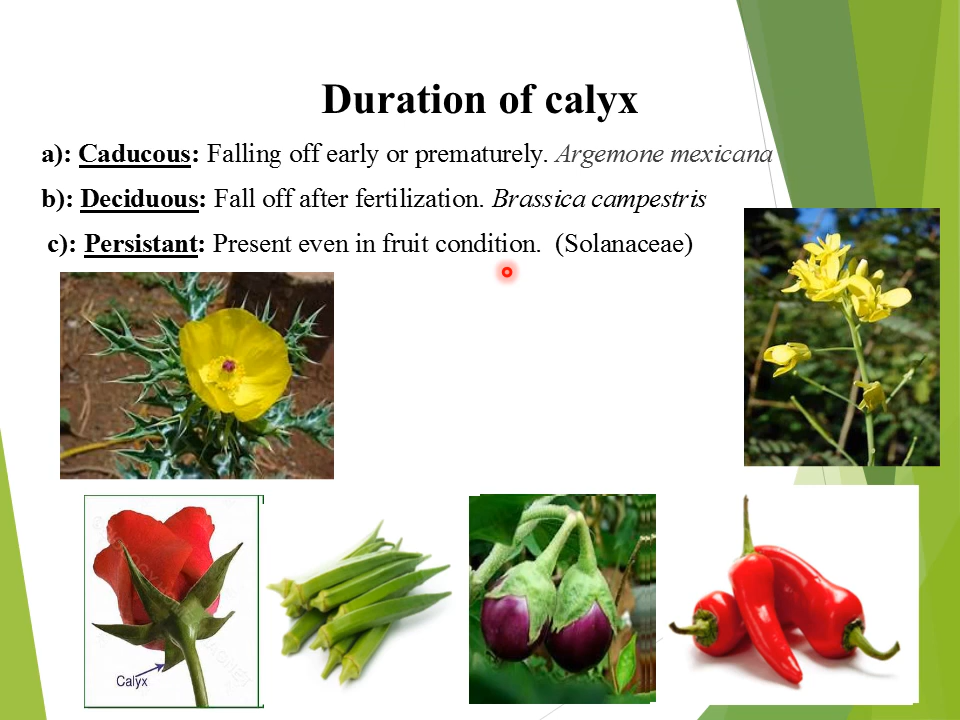 Duration of calyx
a): Caducous: Falling off early or prematurely. Argemone mexicana
b): Deciduous: Fall off after fertilization. Brassica campestris
c): Persistant: Present even in fruit condition. (Solanaceae)
Calyx